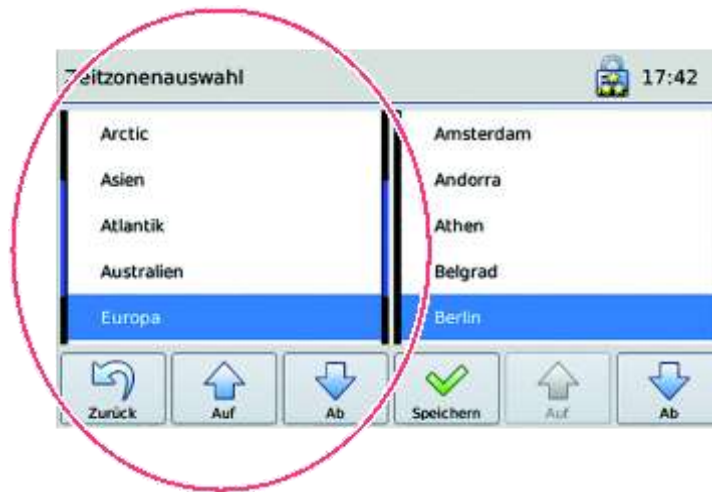 Zeitzonenauswahl 17:42
Arctic
Asien
Atlantik
Australien
Europa
Amsterdam
Andorra
Athen
Belgrad
Berlin
Zurück Auf Ab Speichern Auf Ab